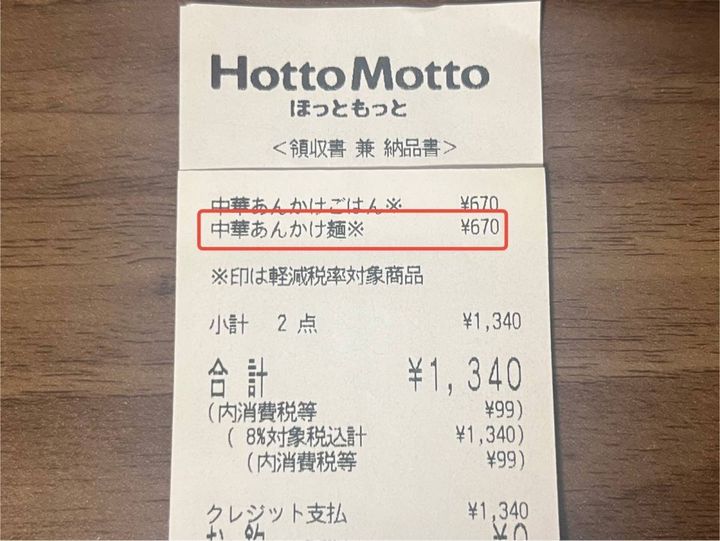 HottoMotto
ほっともっと
<領収書 兼 納品書>
中華あんかけごはん※ ¥670
中華あんかけ麺※ ¥670
※印は軽減税率対象商品
小計 2点 ¥1,340
合計 ¥1,340
(内消費税等 ¥99)
( 8%対象税込計 ¥1,340)
(内消費税等 ¥99)
クレジット支払 ¥1,340
お釣 ¥0